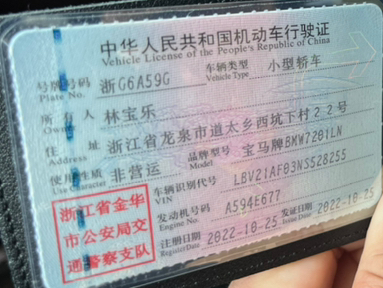 中华人民共和国机动车行驶证
Vehicle License of the People's Republic of China
号牌号码 浙G6A59G 车辆类型 小型轿车
Plate No. Vehicle Type
所有人 林宝乐
Owner
住址 浙江省龙泉市道太乡西坑下村22号
Address
使用性质 非营运 品牌型号 宝马牌BMW7201LN
Use Character Model
浙江省金华
市公安局交
通警察支队
车辆识别代号 LBV21AF03NS528255
VIN
发动机号码 A594E677
Engine No.
注册日期 2022-10-25 发证日期 2022-10-25
Register Date Issue Date